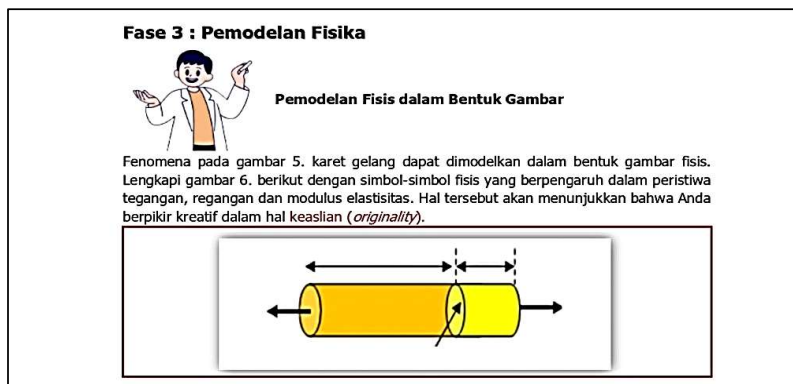 Fase 3 : Pemodelan Fisika
Pemodelan Fisis dalam Bentuk Gambar
Fenomena pada gambar 5. karet gelang dapat dimodelkan dalam bentuk gambar fisis.
Lengkapi gambar 6. berikut dengan simbol-simbol fisis yang berpengaruh dalam peristiwa
tegangan, regangan dan modulus elastisitas. Hal tersebut akan menunjukkan bahwa Anda
berpikir kreatif dalam hal keaslian (originality).